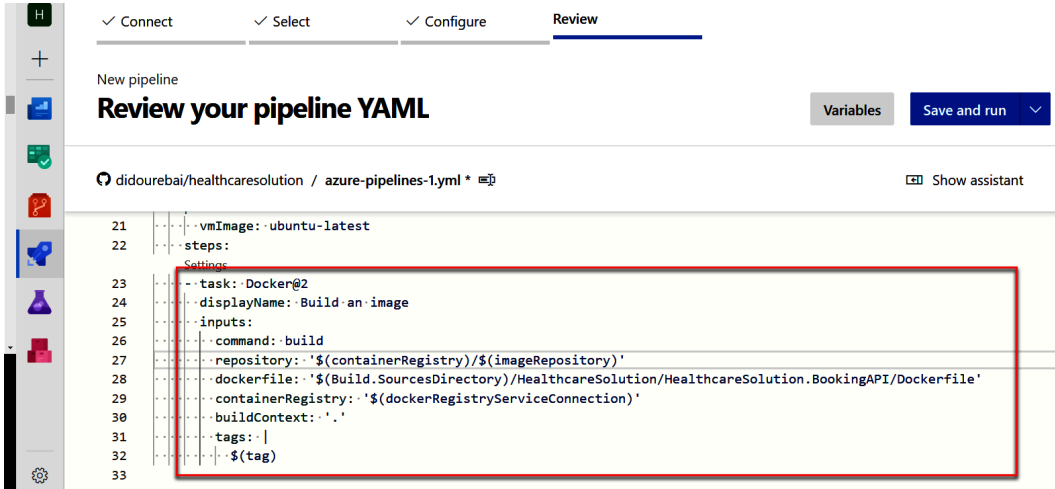 H
Connect
Select
Configure
Review
New pipeline
Review your pipeline YAML
Variables
Save and run
didourebai/healthcaresolution / azure-pipelines-1.yml *
Show assistant
21 vmImage: ubuntu-latest
22 steps:
Settings
23 - task: Docker@2
24 displayName: Build an image
25 inputs:
26 command: build
27 repository: '$(containerRegistry)/$(imageRepository)'
28 dockerfile: '$(Build.SourcesDirectory)/HealthcareSolution/HealthcareSolution.BookingAPI/Dockerfile'
29 containerRegistry: '$(dockerRegistryServiceConnection)'
30 buildContext: '.'
31 tags: |
32 $(tag)
33